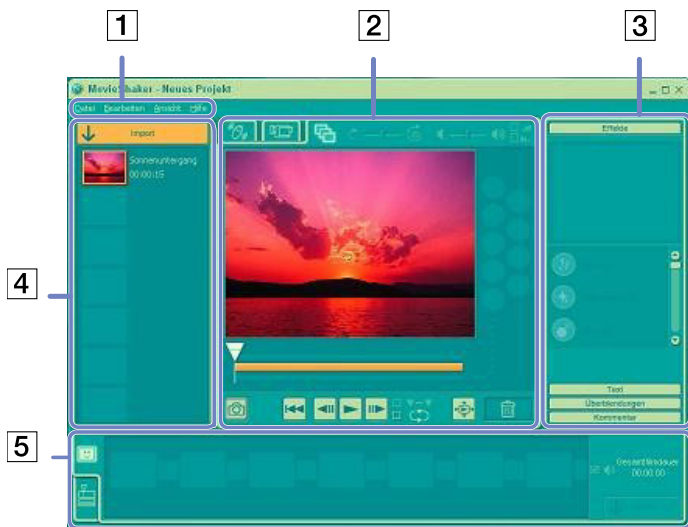 1
2
3
MovieShaker - Neues Projekt
Datei Bearbeiten Ansicht Hilfe
Import
Effekte
Sonnenuntergang
00:00:15
4
Text
Überblendungen
Kommentar
5
Gesamtfilmdauer
00:00:00